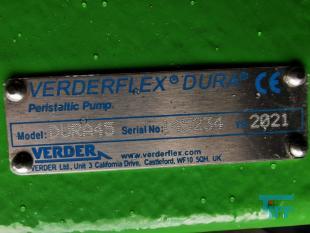 VERDERFLEX® DURA® CE
Peristaltic Pump.
Model: DURA45 Serial No: 2021
VERDER www.verderflex.com
VERDER Ltd., Unit 3 California Drive, Castleford, WF10 5QH, UK